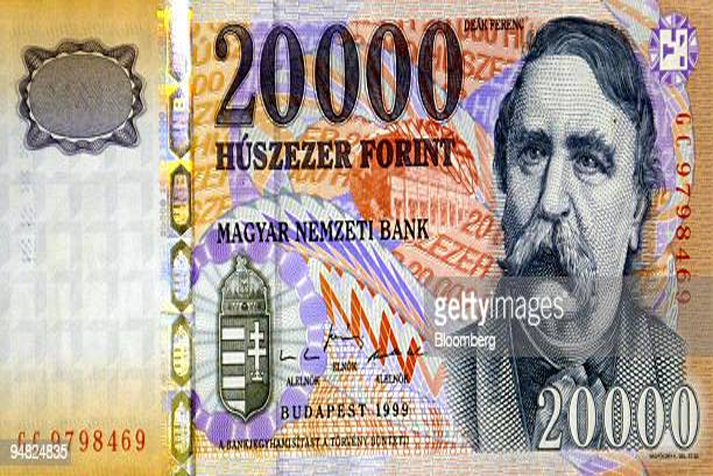 DEÁK FERENC
20000
HÚSZEZER FORINT
GC 9798469
MAGYAR NEMZETI BANK
gettyimages
Bloomberg
ELNÖK
ALELNÖK ALELNÖK
BUDAPEST 1999
A BANKJEGYHAMISÍTÁST A TÖRVÉNY BÜNTETI!
20000
GC 9798469
94824835